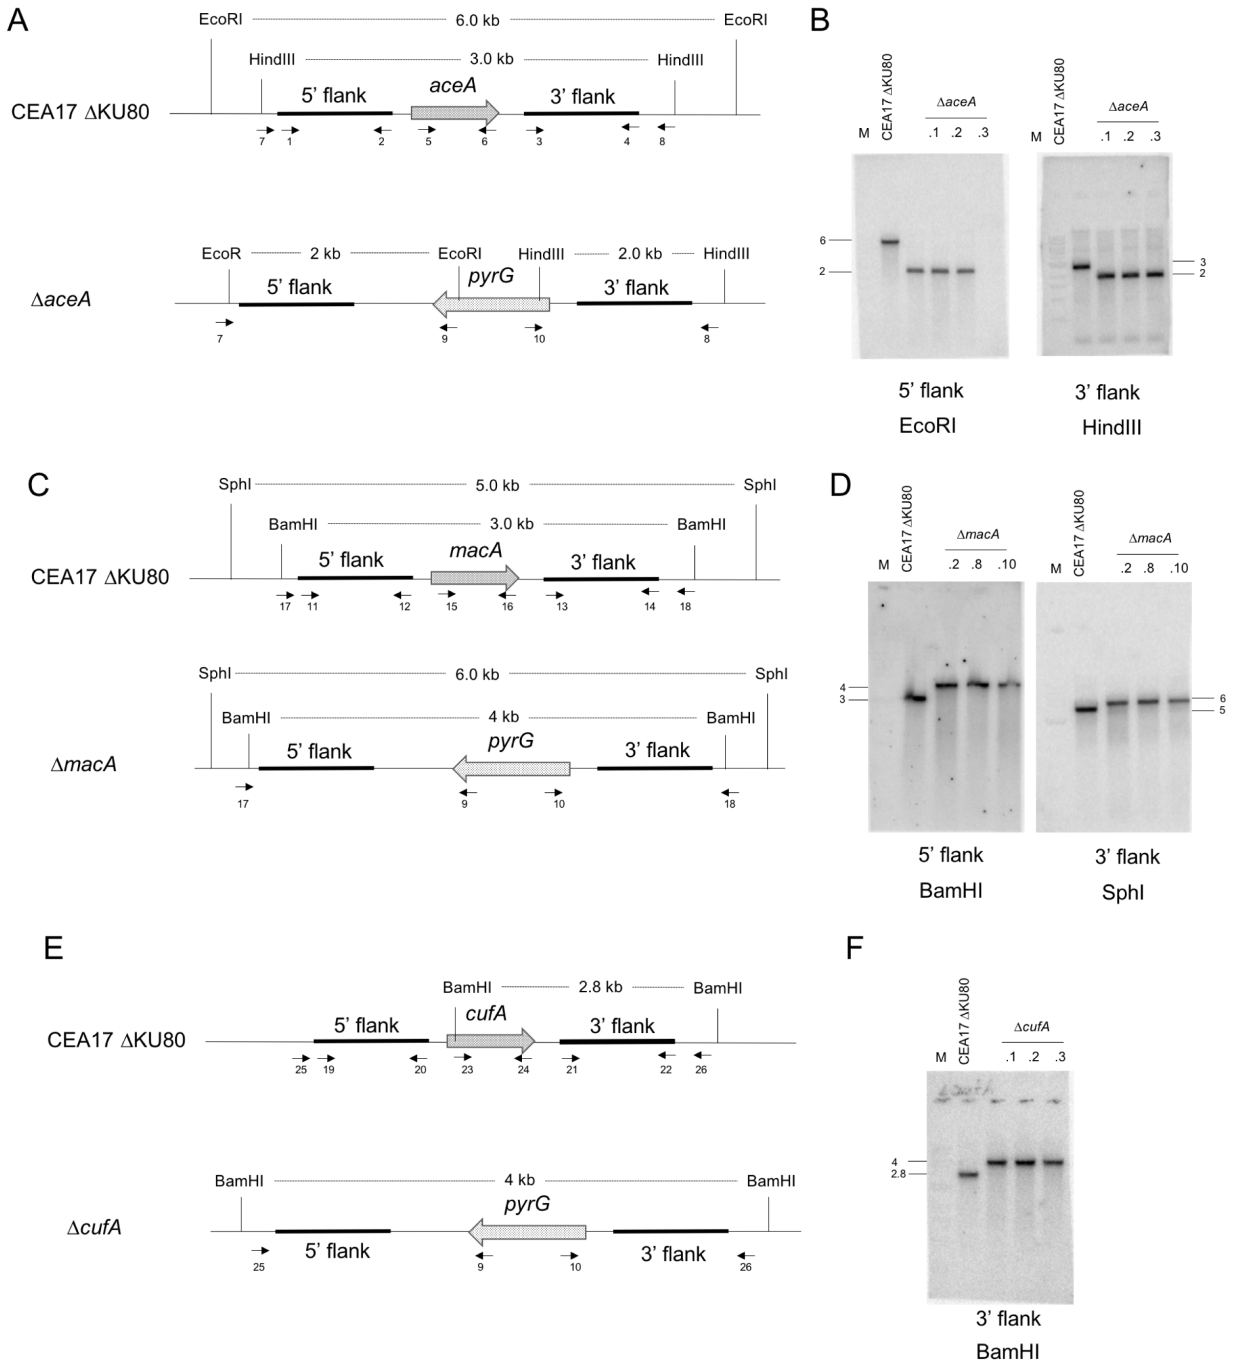 A
EcoRI 6.0 kb EcoRI
HindIII 3.0 kb HindIII
5’ flank aceA 3’ flank
CEA17 ΔKU80
7 1 2 5 6 3 4 8
EcoR 2 kb EcoRI HindIII 2.0 kb HindIII
5’ flank pyrG 3’ flank
ΔaceA
7 9 10 8
B
CEA17 ΔKU80
ΔaceA
M .1 .2 .3
6
2
5’ flank
EcoRI
CEA17 ΔKU80
ΔaceA
M .1 .2 .3
3
2
3’ flank
HindIII
C
SphI 5.0 kb SphI
BamHI 3.0 kb BamHI
5’ flank macA 3’ flank
CEA17 ΔKU80
17 11 12 15 16 13 14 18
SphI 6.0 kb SphI
BamHI 4 kb BamHI
5’ flank pyrG 3’ flank
ΔmacA
17 9 10 18
D
CEA17 ΔKU80
ΔmacA
M .2 .8 .10
4
3
5’ flank
BamHI
CEA17 ΔKU80
ΔmacA
M .2 .8 .10
6
5
3’ flank
SphI
E
BamHI 2.8 kb BamHI
5’ flank cufA 3’ flank
CEA17 ΔKU80
25 19 20 23 24 21 22 26
BamHI 4 kb BamHI
pyrG
ΔcufA
5’ flank 3’ flank
25 9 10 26
F
CEA17 ΔKU80
ΔcufA
M .1 .2 .3
4
2.8
3’ flank
BamHI